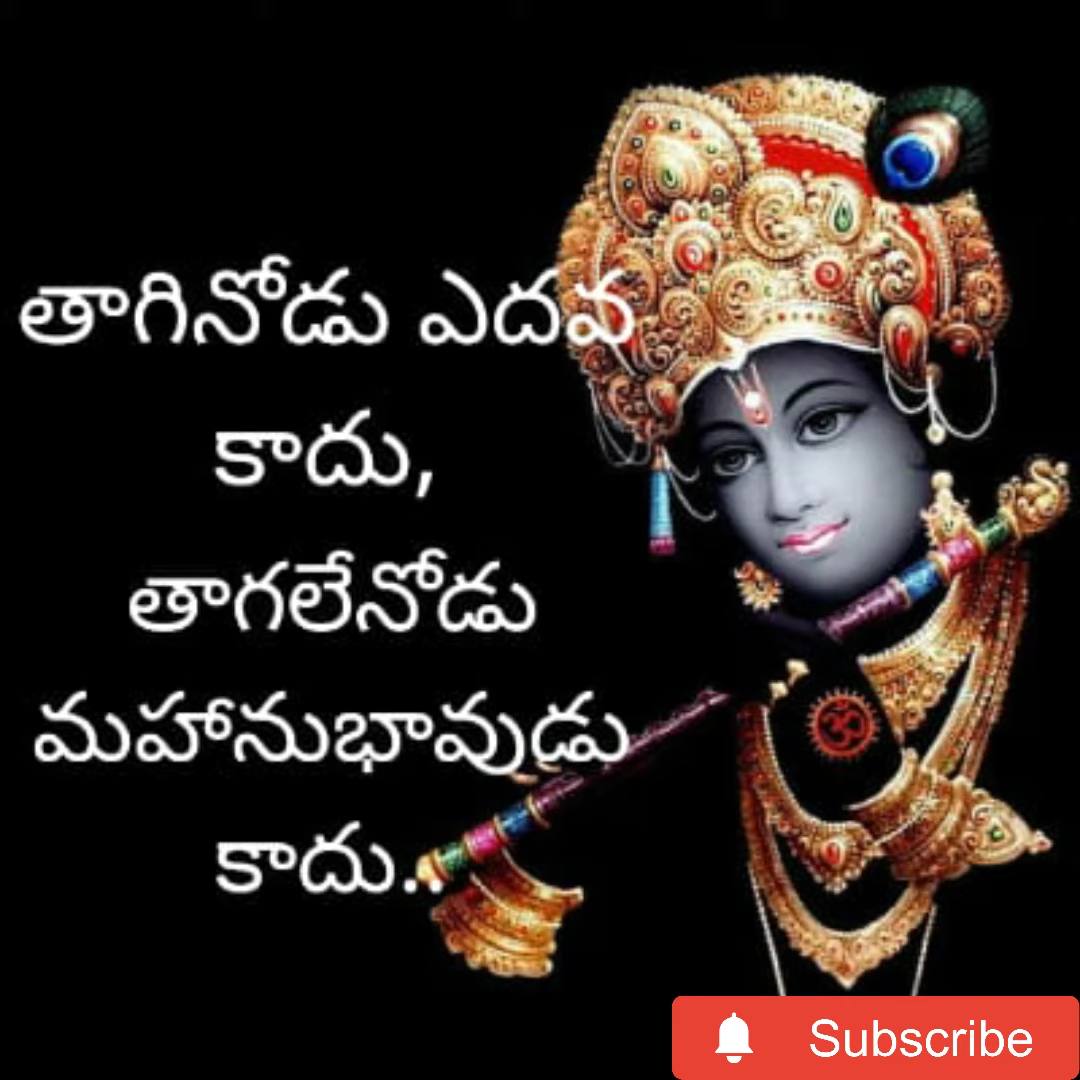 తాగినోడు ఎదవ
కాదు,
తాగలేనోడు
మహానుభావుడు
కాదు..
ॐ
Subscribe